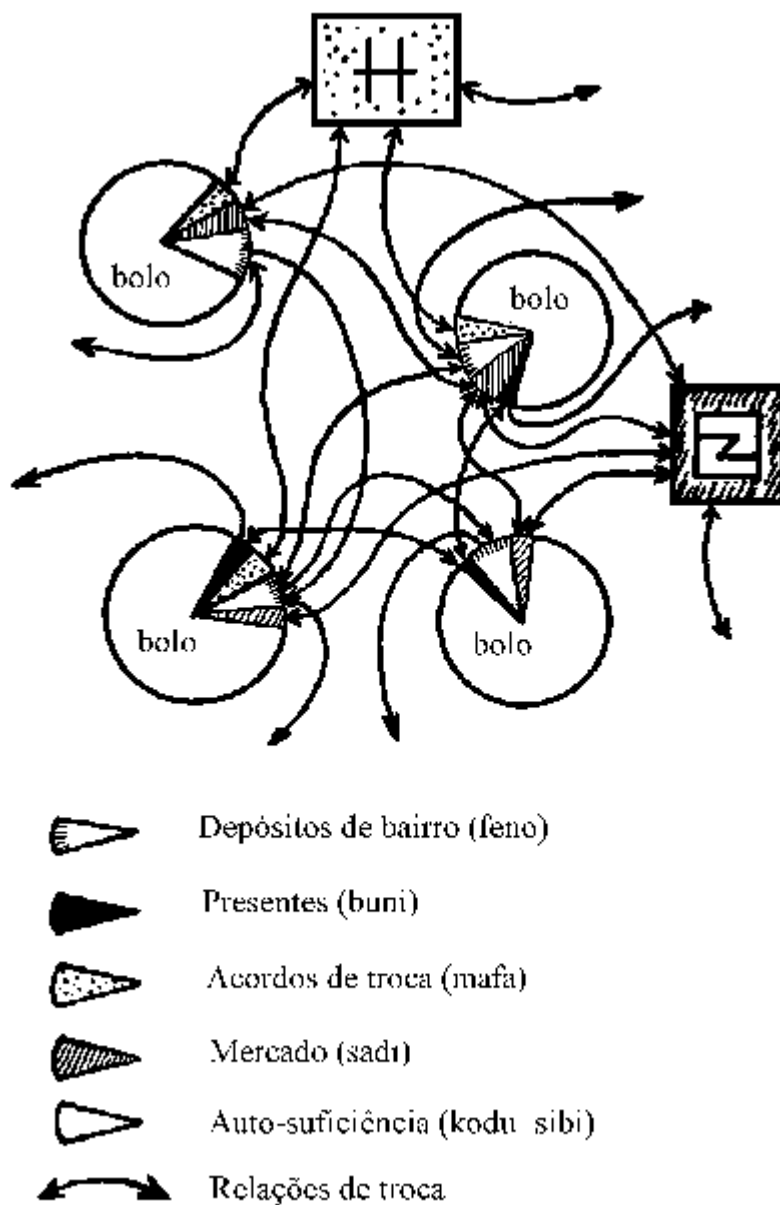 bolo
bolo
bolo
bolo
Depósitos de bairro (feno)
Presentes (buni)
Acordos de troca (mafa)
Mercado (sadi)
Auto-suficiência (kodu sibi)
Relações de troca